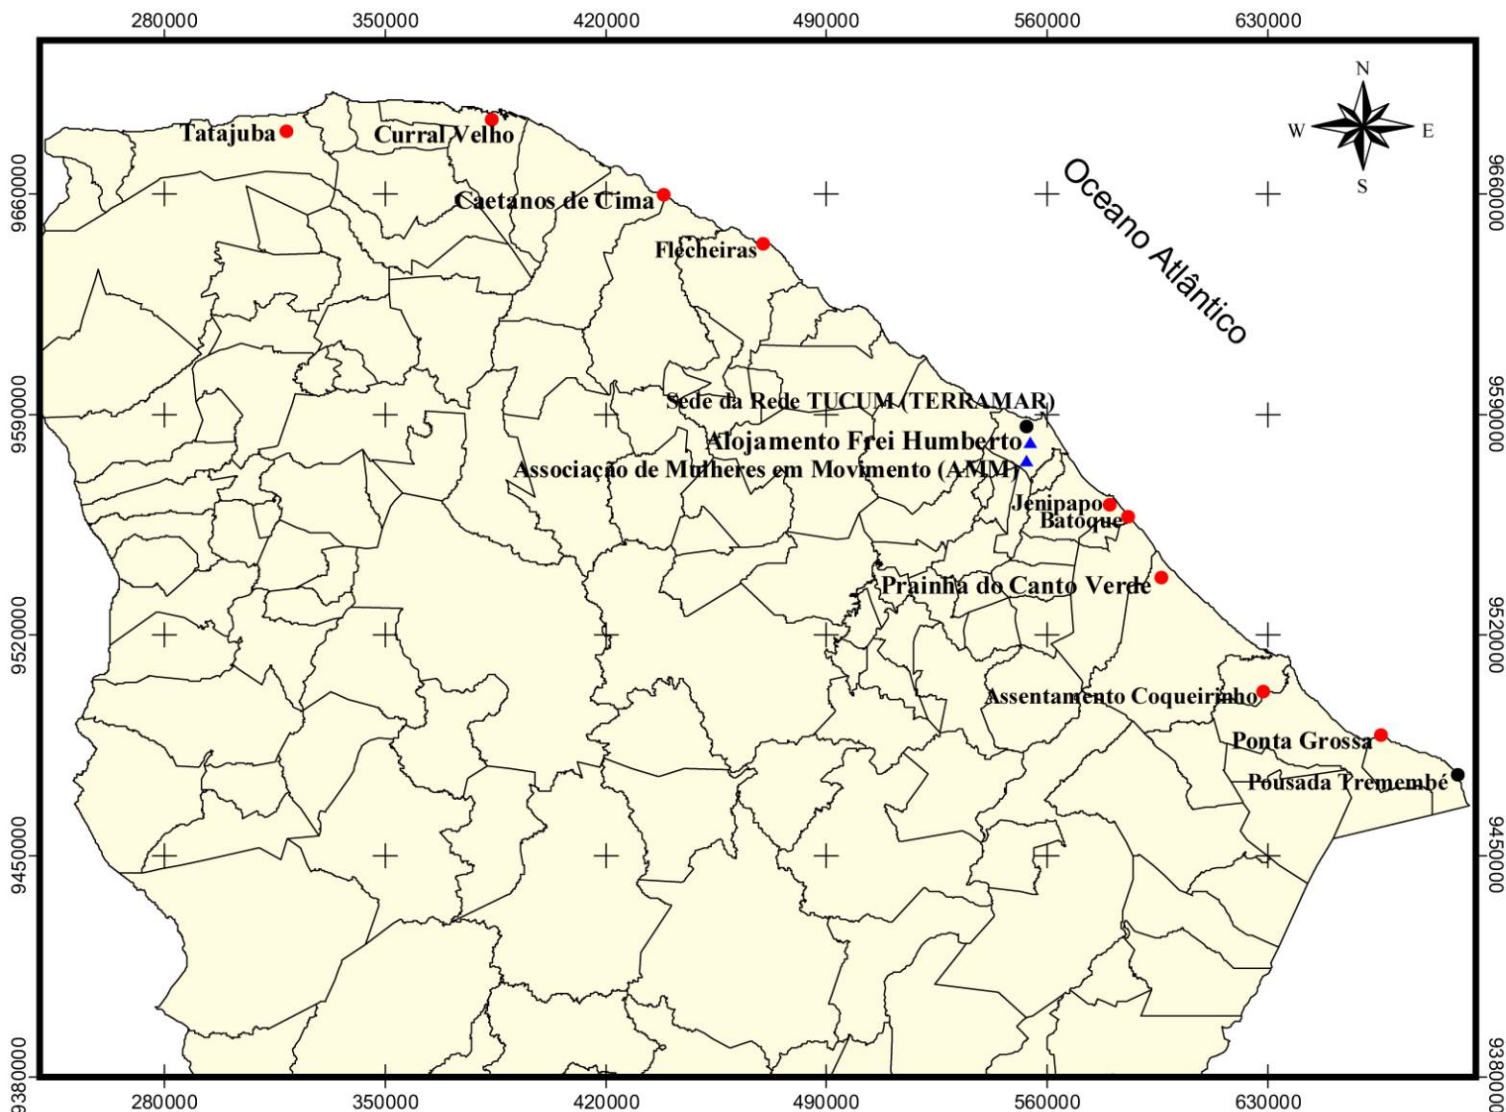 280000 350000 420000 490000 560000 630000
N
W E
S
Tatajuba
Curral Velho
9660000 9660000
Caetanos de Cima
Oceano Atlântico
Flecheiras
Sede da Rede TUCUM (TERRAMAR)
9590000 9590000
Alojamento Frei Humberto
Associação de Mulheres em Movimento (AMM)
Jenipapo
Batoque
Prainha do Canto Verde
9520000 9520000
Assentamento Coqueirinho
Ponta Grossa
Pousada Tremembé
9450000 9450000
9380000 9380000
280000 350000 420000 490000 560000 630000